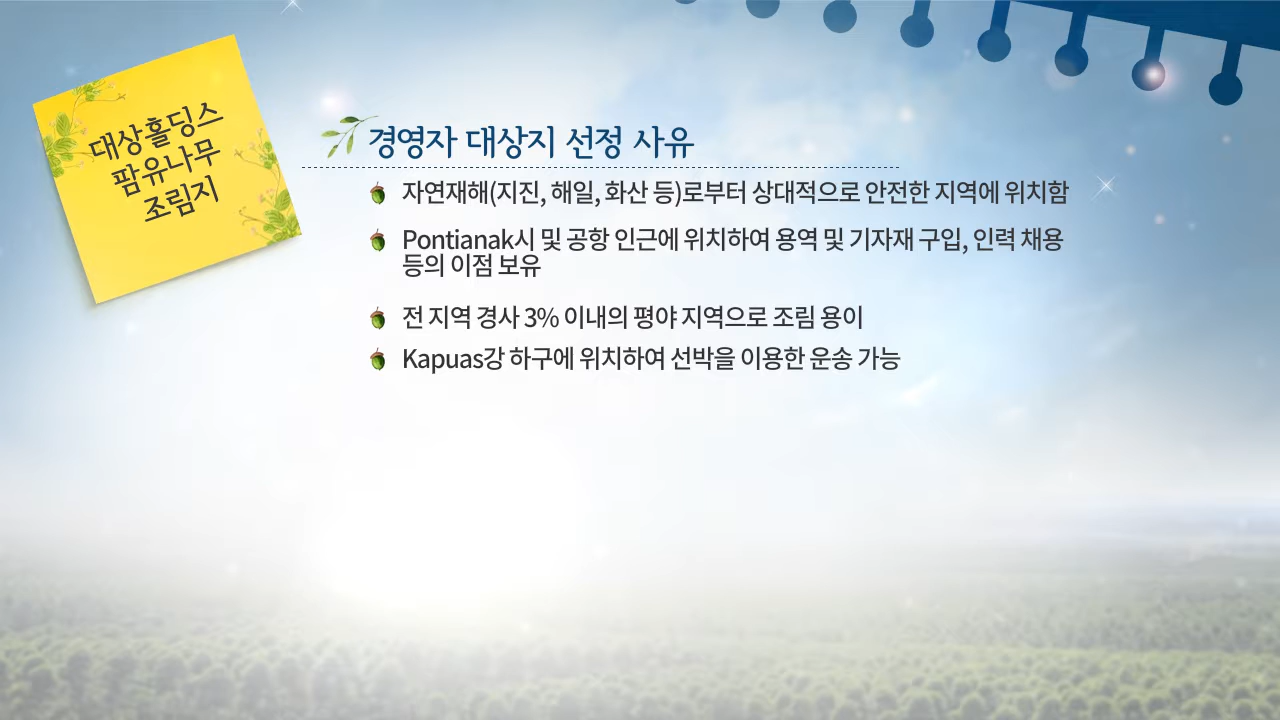 대상홀딩스
팜유나무
조림지
경영자 대상지 선정 사유
자연재해(지진, 해일, 화산 등)로부터 상대적으로 안전한 지역에 위치함
Pontianak시 및 공항 인근에 위치하여 용역 및 기자재 구입, 인력 채용
등의 이점 보유
전 지역 경사 3% 이내의 평야 지역으로 조림 용이
Kapuas강 하구에 위치하여 선박을 이용한 운송 가능